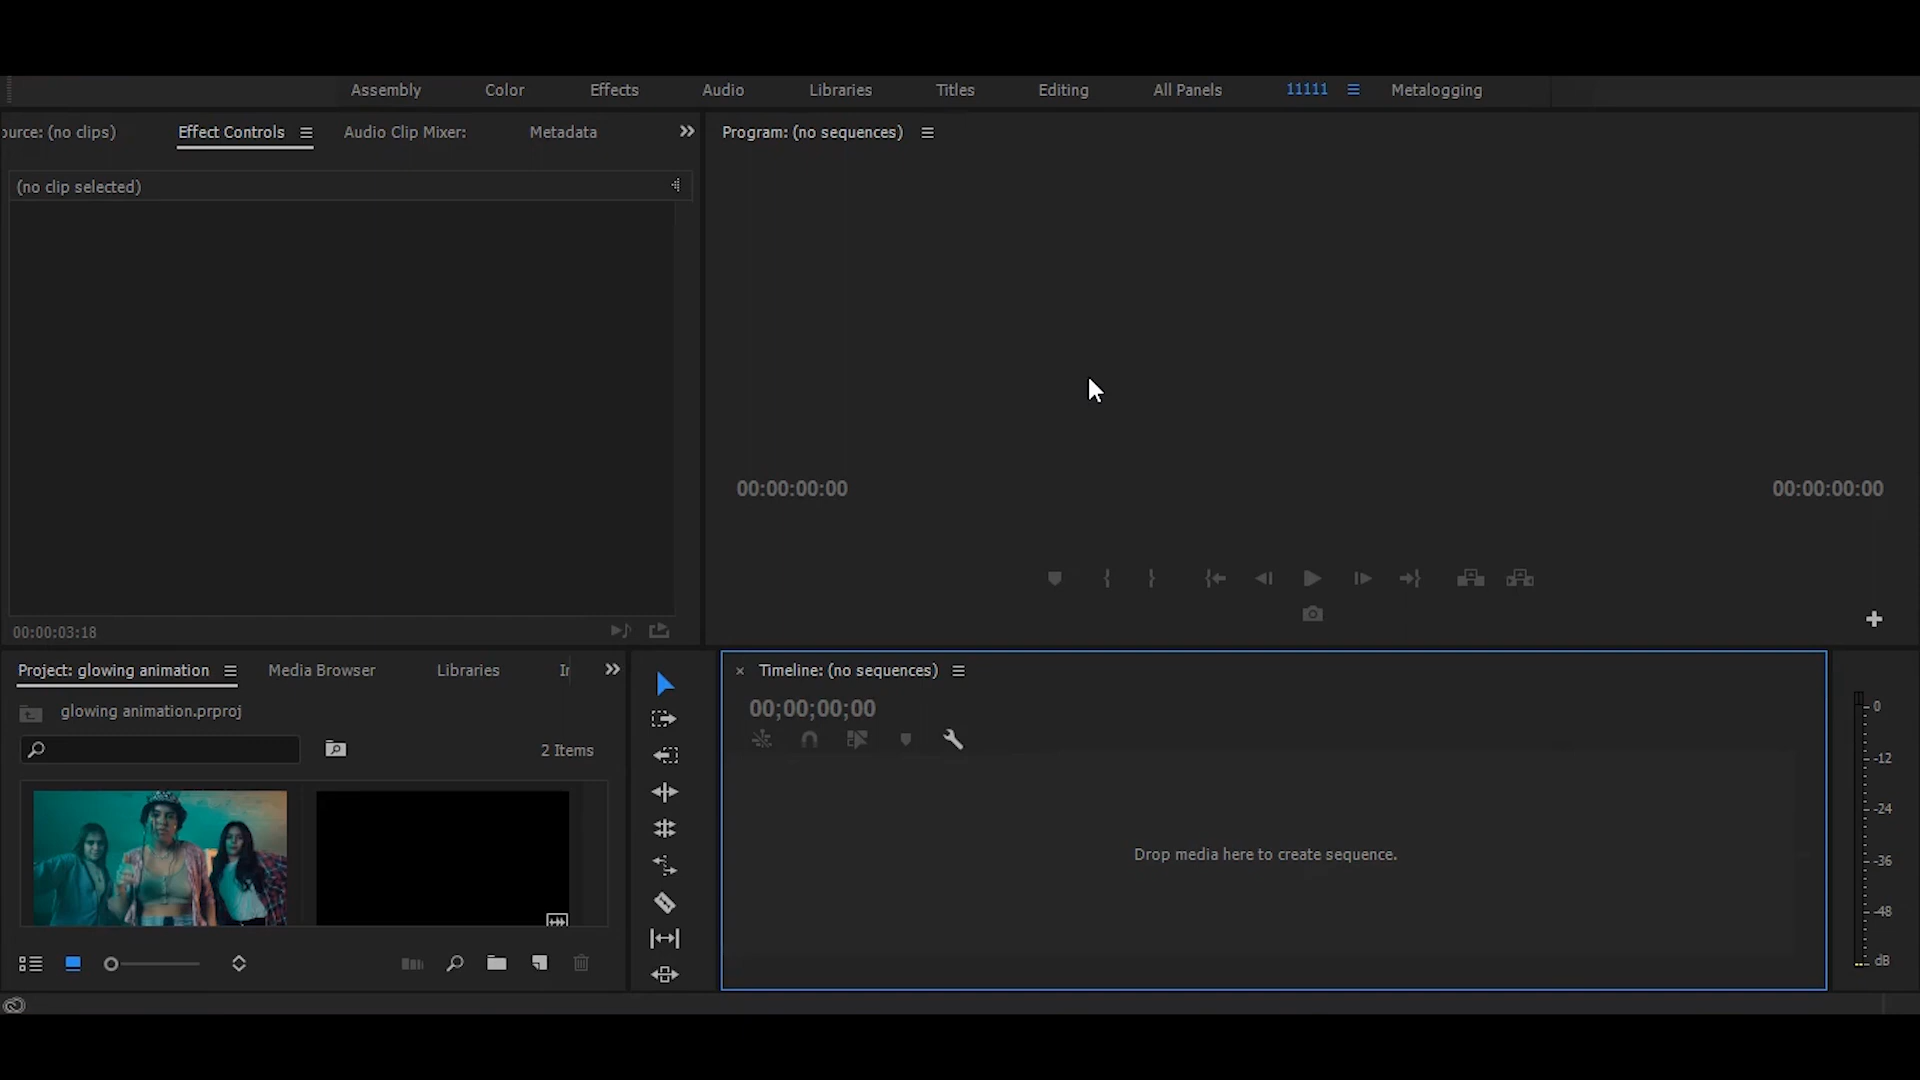 Assembly Color Effects Audio Libraries Titles Editing All Panels 11111 Metalogging
ource: (no clips) Effect Controls Audio Clip Mixer: Metadata
Program: (no sequences)
(no clip selected)
00:00:00:00 00:00:00:00
00:00:03:18
Project: glowing animation Media Browser Libraries Ir
glowing animation.prproj
2 Items
Timeline: (no sequences)
00;00;00;00
Drop media here to create sequence.
0
-12
-24
-36
-48
dB